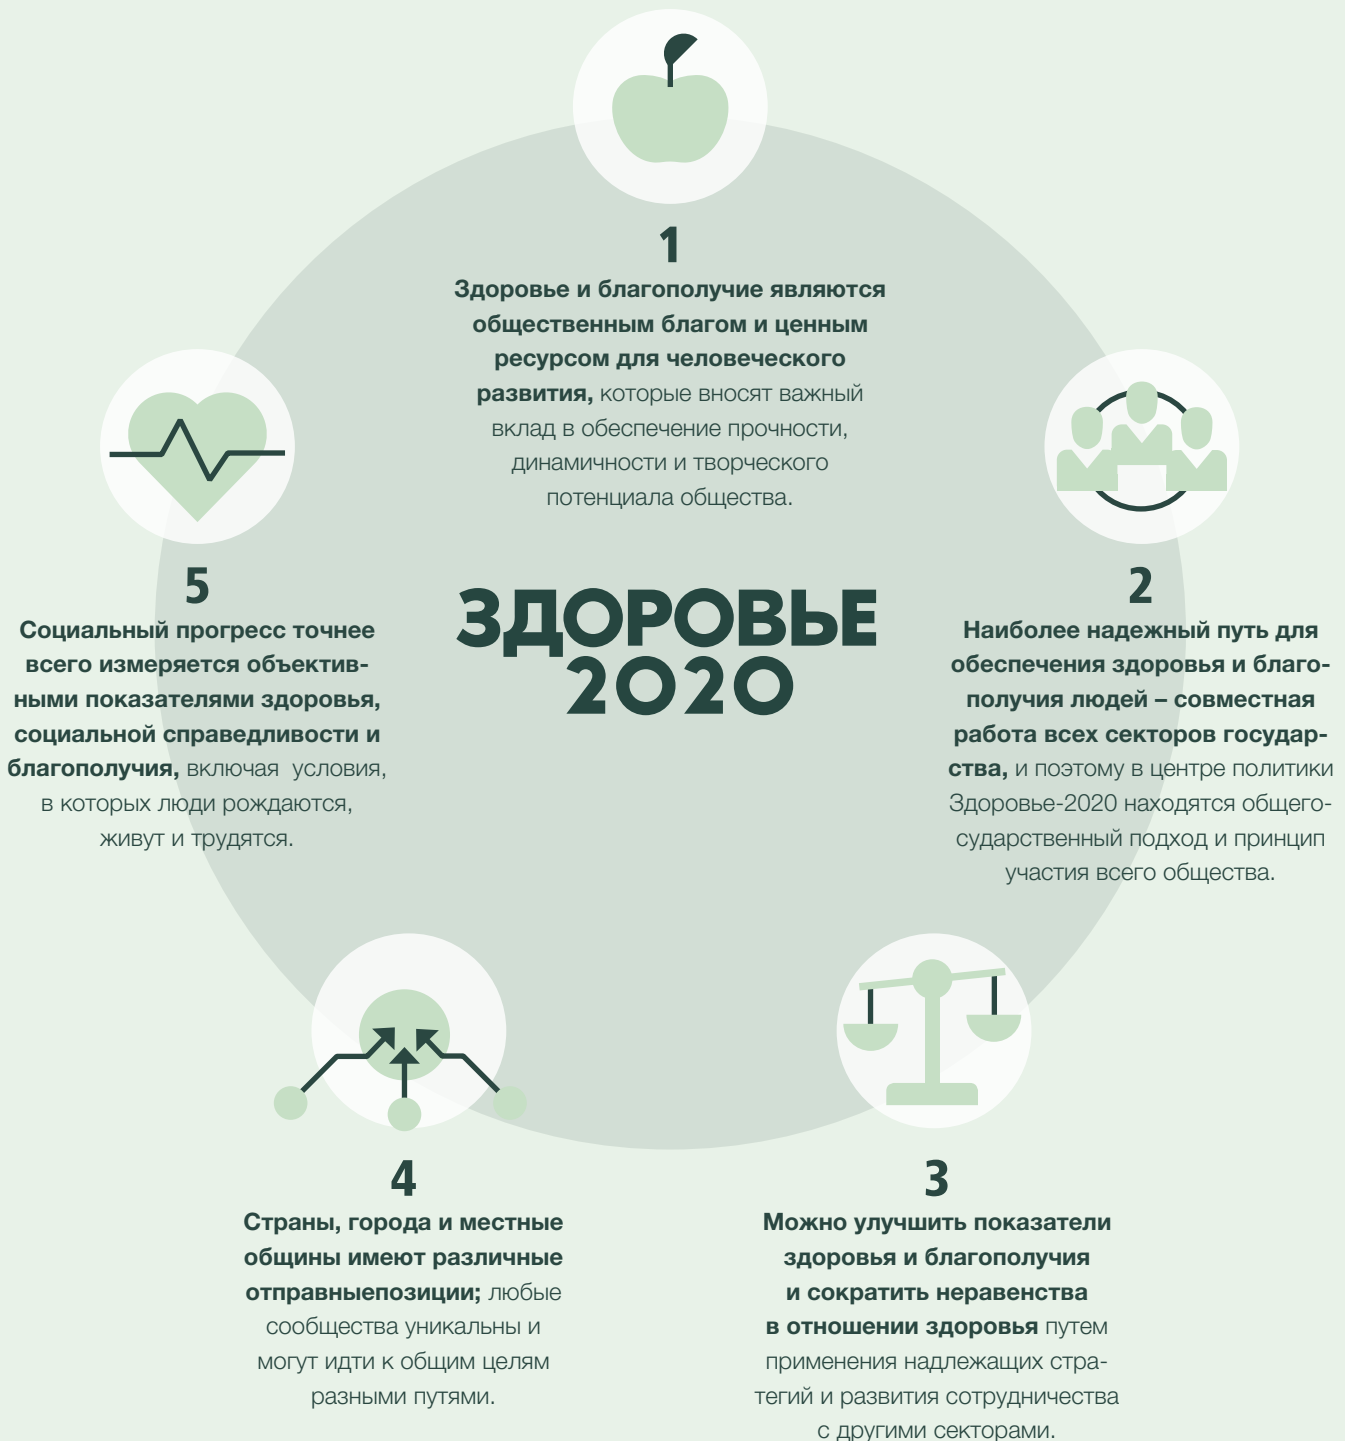 1
Здоровье и благополучие являются
общественным благом и ценным
ресурсом для человеческого
развития, которые вносят важный
вклад в обеспечение прочности,
динамичности и творческого
потенциала общества.
ЗДОРОВЬЕ
2020
2
Наиболее надежный путь для
обеспечения здоровья и благо-
получия людей – совместная
работа всех секторов государ-
ства, и поэтому в центре политики
Здоровье-2020 находятся общего-
сударственный подход и принцип
участия всего общества.
3
Можно улучшить показатели
здоровья и благополучия
и сократить неравенства
в отношении здоровья путем
применения надлежащих стра-
тегий и развития сотрудничества
с другими секторами.
4
Страны, города и местные
общины имеют различные
отправныепозиции; любые
сообщества уникальны и
могут идти к общим целям
разными путями.
5
Социальный прогресс точнее
всего измеряется объектив-
ными показателями здоровья,
социальной справедливости и
благополучия, включая  условия,
в которых люди рождаются,
живут и трудятся.